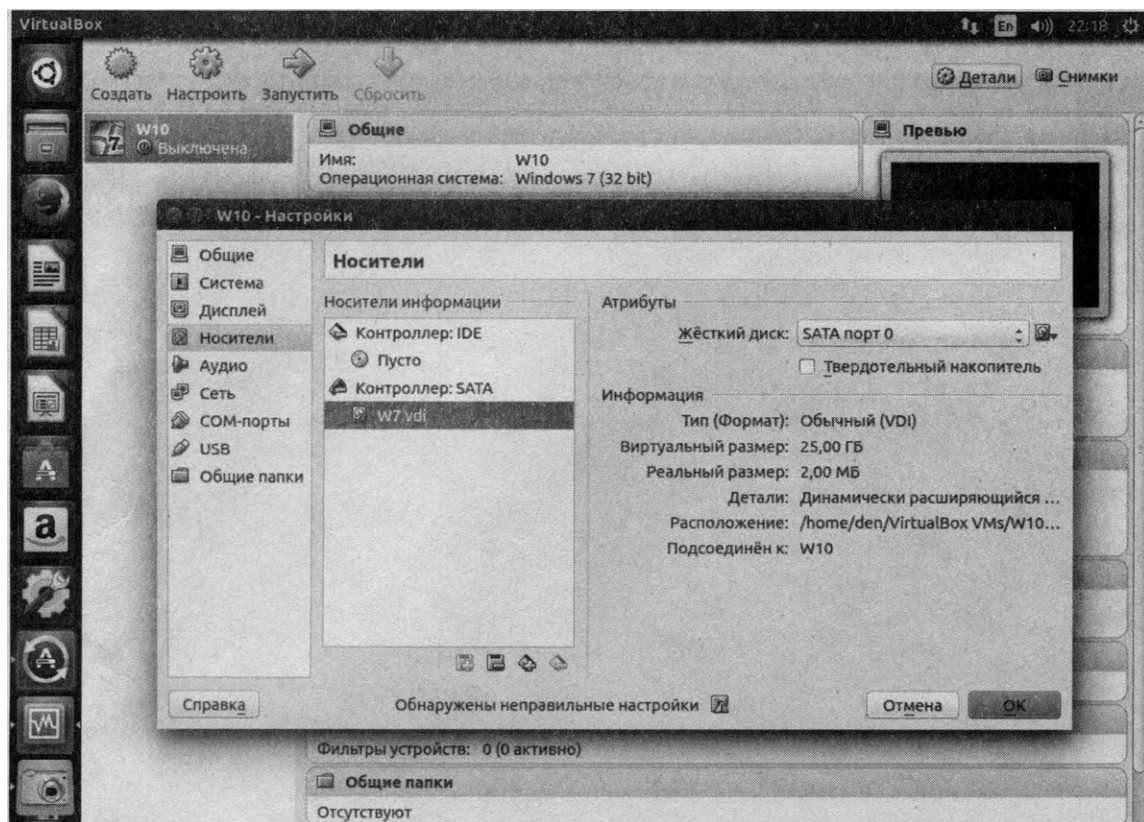 VirtualBox
En 22:18
Создать Настроить Запустить Сбросить
Детали Снимки
W10
Выключена
Общие
Имя: W10
Операционная система: Windows 7 (32 bit)
Превью
W10 - Настройки
Общие
Система
Дисплей
Носители
Аудио
Сеть
COM-порты
USB
Общие папки
Носители
Носители информации
Контроллер: IDE
Пусто
Контроллер: SATA
W7.vdi
Атрибуты
Жёсткий диск: SATA порт 0
Твердотельный накопитель
Информация
Тип (Формат): Обычный (VDI)
Виртуальный размер: 25,00 ГБ
Реальный размер: 2,00 МБ
Детали: Динамически расширяющийся ...
Расположение: /home/den/VirtualBox VMs/W10...
Подсоединён к: W10
Справка
Обнаружены неправильные настройки
Отмена
OK
Фильтры устройств: 0 (0 активно)
Общие папки
Отсутствуют